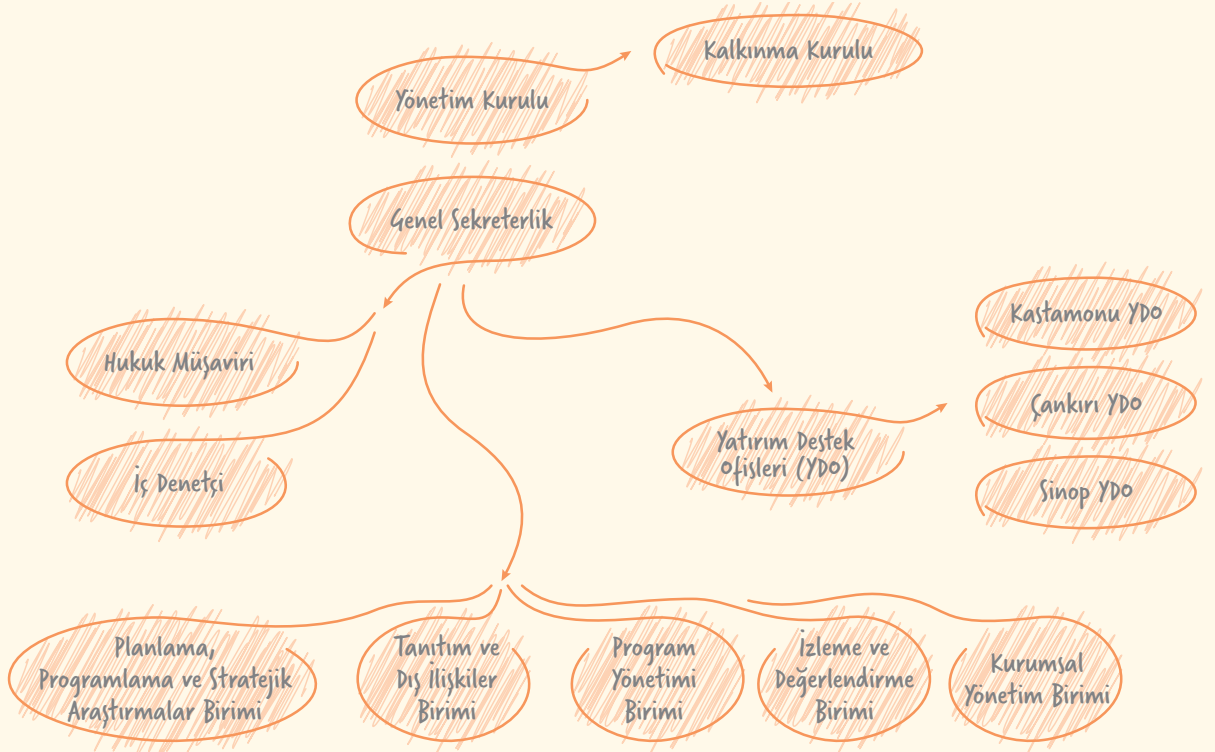 Kalkınma Kurulu
Yönetim Kurulu
Genel Sekreterlik
Hukuk Müşaviri
İç Denetçi
Yatırım Destek
Ofisleri (YDO)
Kastamonu YDO
Çankırı YDO
Sinop YDO
Planlama,
Programlama ve Stratejik
Araştırmalar Birimi
Tanıtım ve
Dış İlişkiler
Birimi
Program
Yönetimi
Birimi
İzleme ve
Değerlendirme
Birimi
Kurumsal
Yönetim Birimi